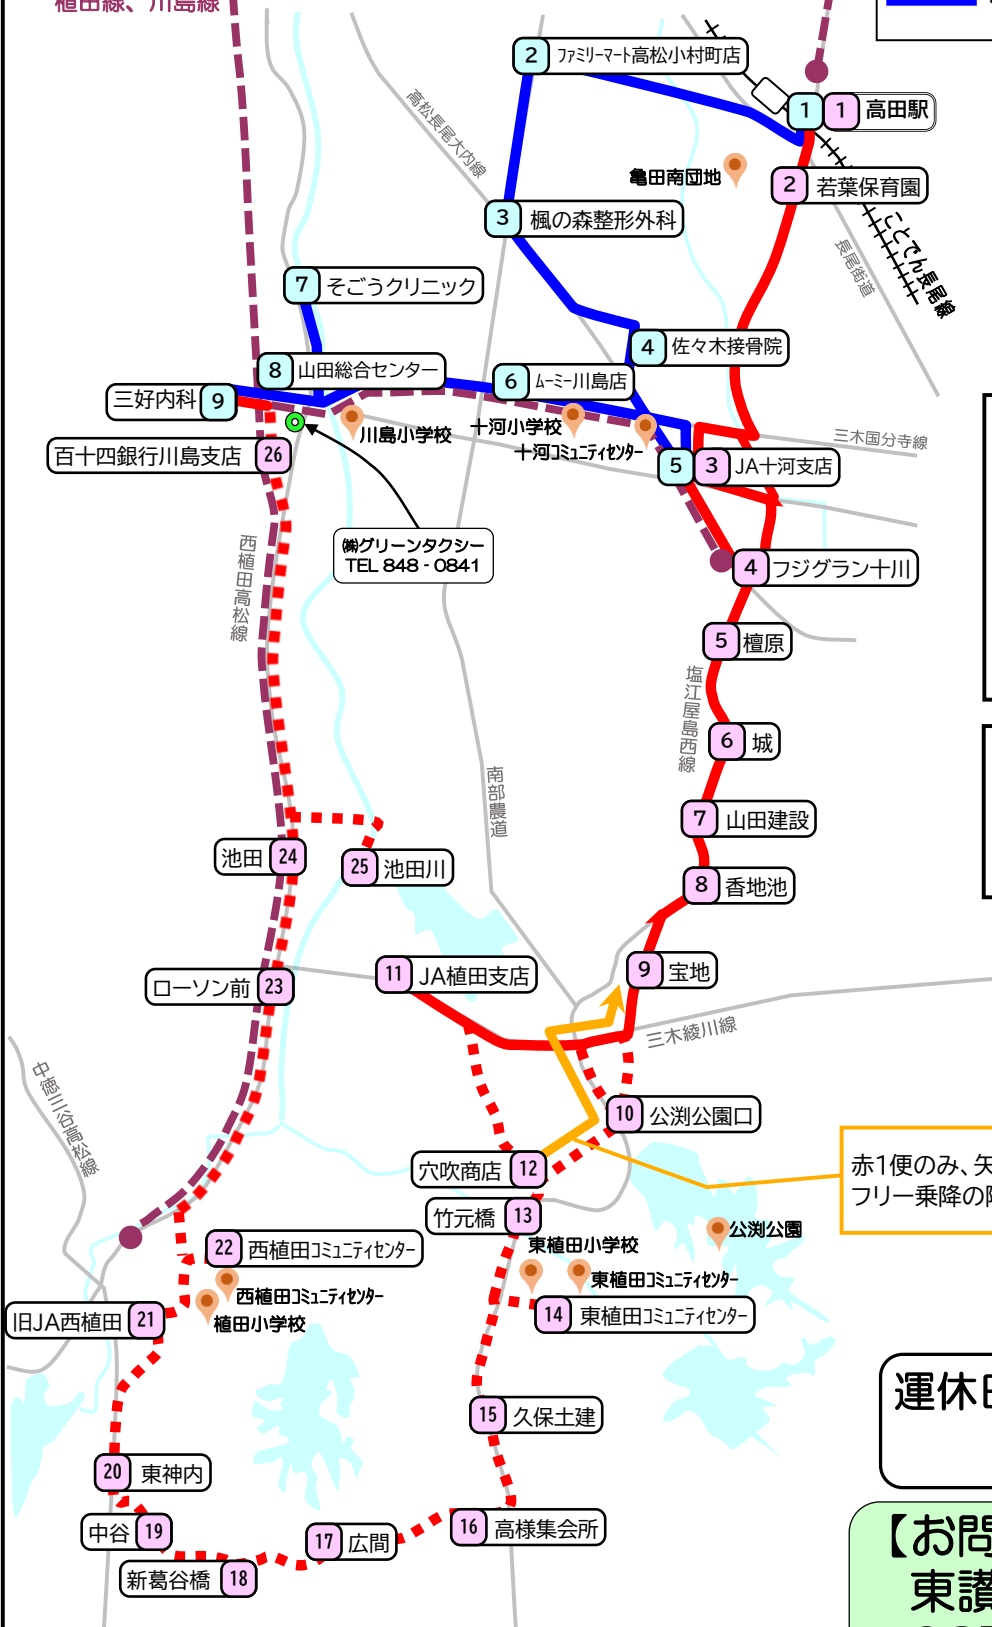 植田線、川島線
2 ファミリーマート高松小村町店
1 1 高田駅
高松長尾大内線
亀田南団地
2 若葉保育園
3 楓の森整形外科
ことでん長尾線
長尾街道
7 そごうクリニック
4 佐々木接骨院
8 山田総合センター
6 ムーミー川島店
三好内科 9
川島小学校
十河小学校
十河コミュニティセンター
三木国分寺線
百十四銀行川島支店 26
5 3 JA十河支店
㈱グリーンタクシー
TEL 848‐0841
西植田高松線
4 フジグラン十川
5 檀原
塩江屋島西線
6 城
南部農道
7 山田建設
池田 24
25 池田川
8 香地池
11 JA植田支店
9 宝地
ローソン前 23
三木綾川線
中徳三谷高松線
10 公渕公園口
穴吹商店 12
赤1便のみ、矢
フリー乗降の
竹元橋 13
公渕公園
22 西植田コミュニティセンター
東植田小学校
東植田コミュニティセンター
西植田コミュニティセンター
植田小学校
旧JA西植田 21
14 東植田コミュニティセンター
運休
15 久保土建
20 東神内
中谷 19
16 高様集会所
17 広間
新葛谷橋 18
【お問
東讃